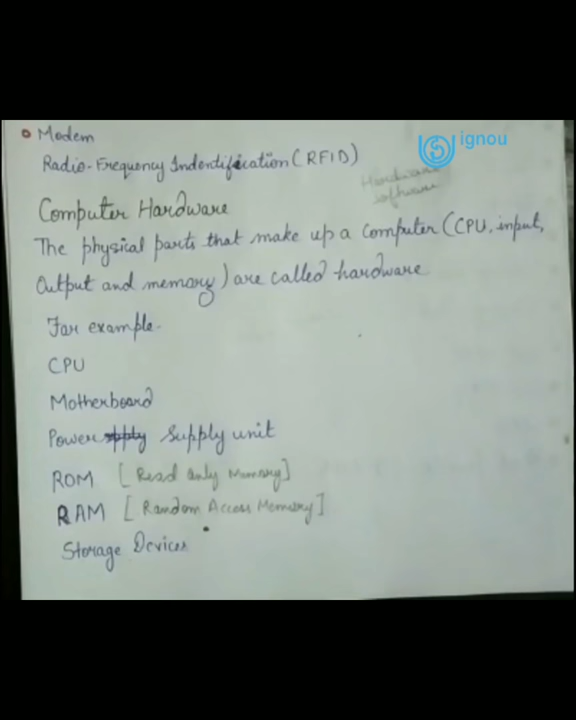 Modem
ignou
Radio-Frequency Indentification (RFID)
Hardware
software
Computer Hardware
The physical parts that make up a computer (CPU, input,
Output and memory) are called hardware
For example-
CPU
Motherboard
Power supply unit
ROM [Read only Memory]
RAM [Random Access Memory]
Storage Devices